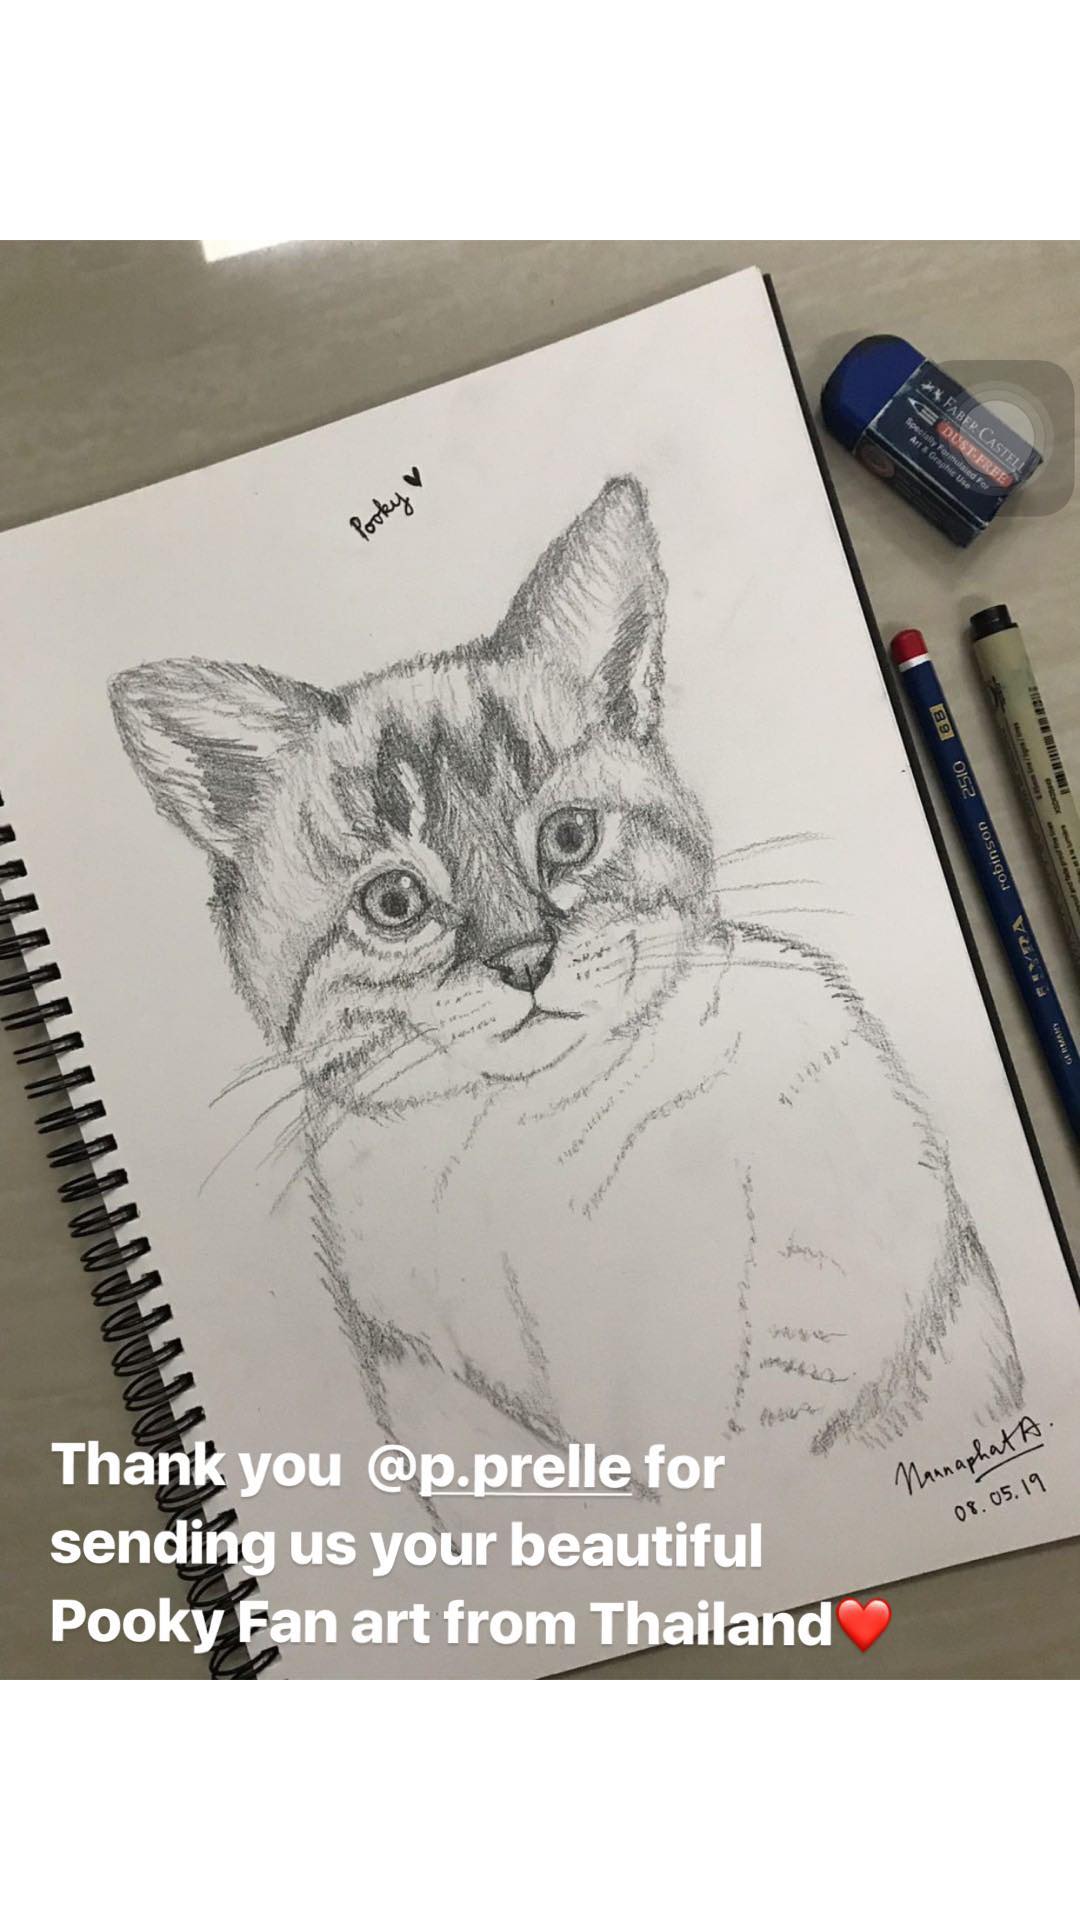 Pooky ♥
FABER CASTELL
DUST-FREE
Specially Formulated For
Art & Graphic Use
6B
2510
robinson
LYRA
GERMANY
Nannaphat A.
08.05.19
Thank you @p.prelle for
sending us your beautiful
Pooky Fan art from Thailand❤️